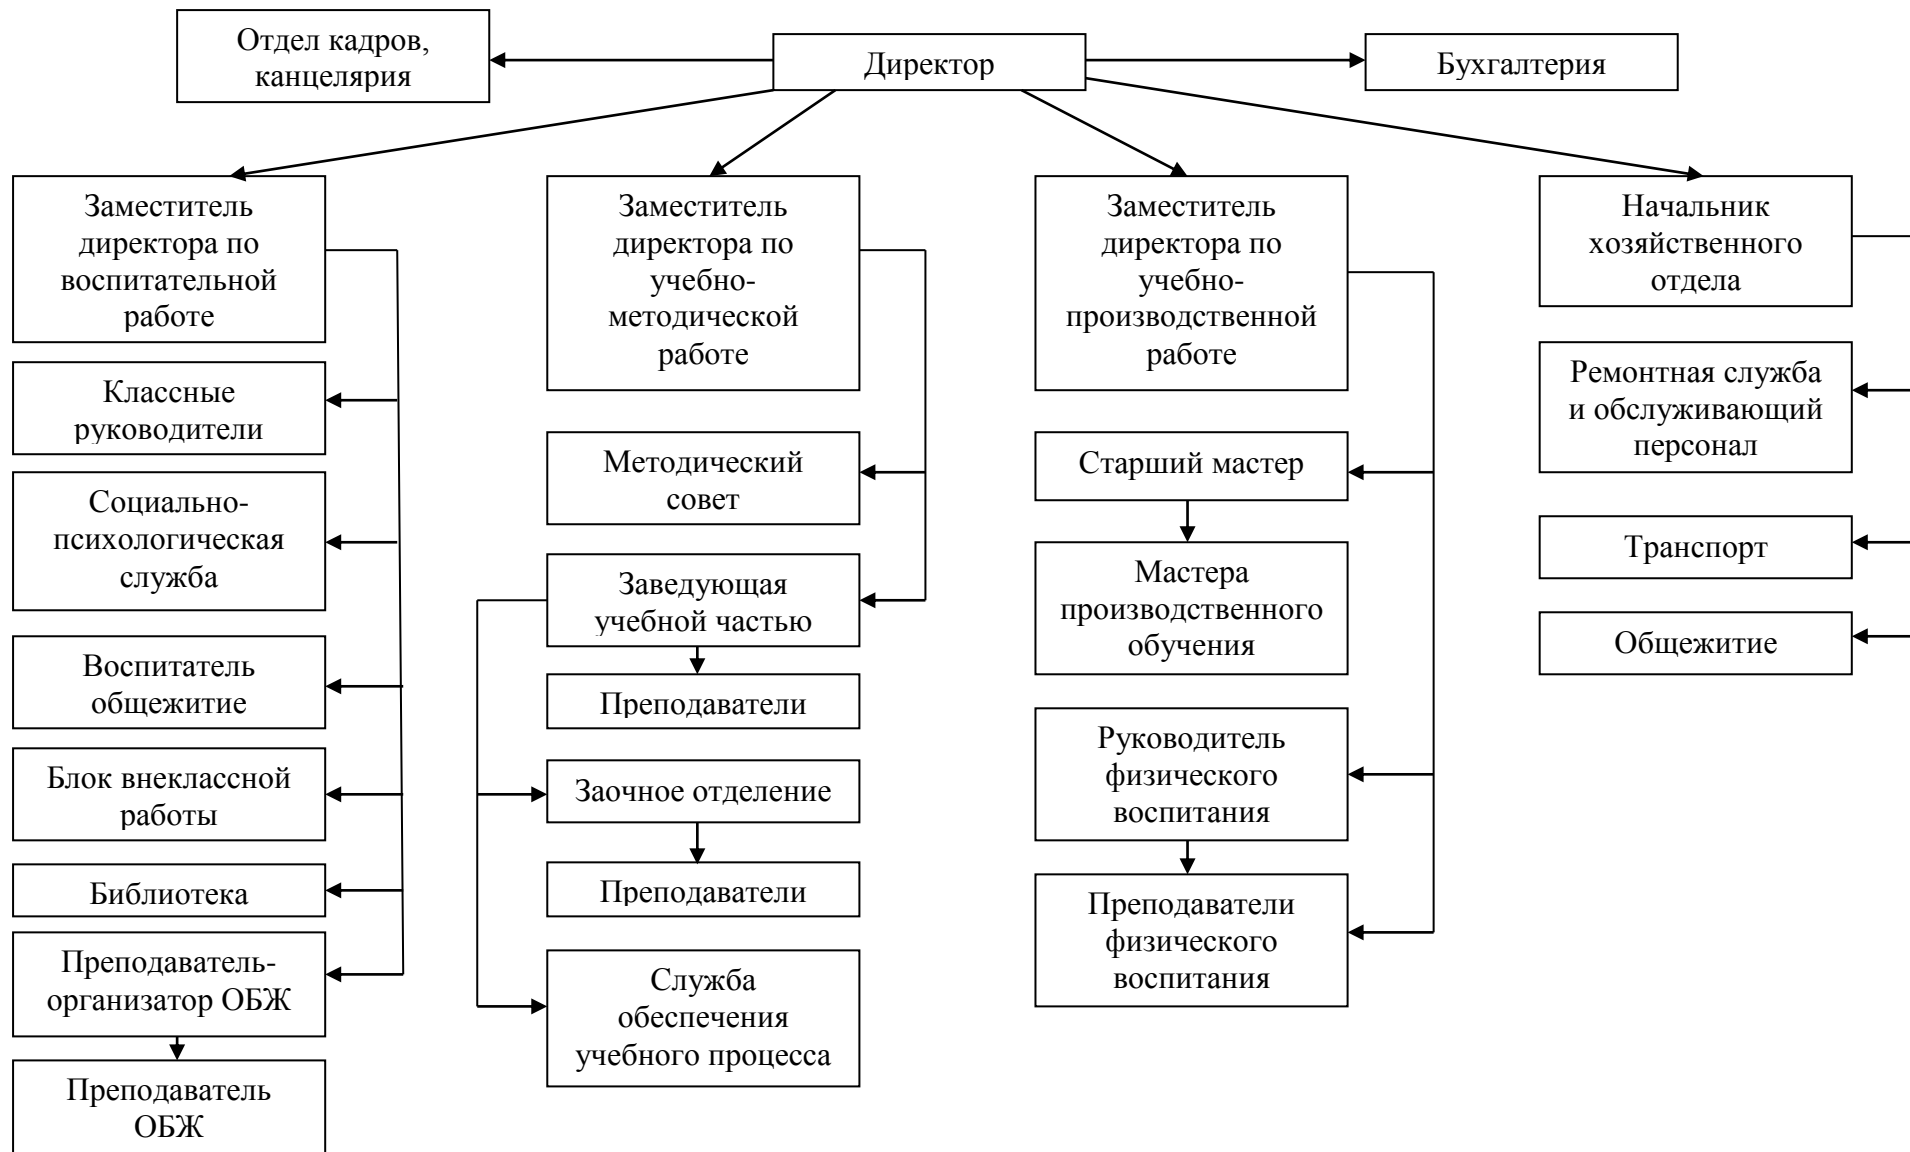 Отдел кадров,
канцелярия
Директор
Бухгалтерия
Заместитель
директора по
воспитательной
работе
Классные
руководители
Социально-
психологическая
служба
Воспитатель
общежитие
Блок внеклассной
работы
Библиотека
Преподаватель-
организатор ОБЖ
Преподаватель
ОБЖ
Заместитель
директора по
учебно-
методической
работе
Методический
совет
Заведующая
учебной частью
Преподаватели
Заочное отделение
Преподаватели
Служба
обеспечения
учебного процесса
Заместитель
директора по
учебно-
производственной
работе
Старший мастер
Мастера
производственного
обучения
Руководитель
физического
воспитания
Преподаватели
физического
воспитания
Начальник
хозяйственного
отдела
Ремонтная служба
и обслуживающий
персонал
Транспорт
Общежитие